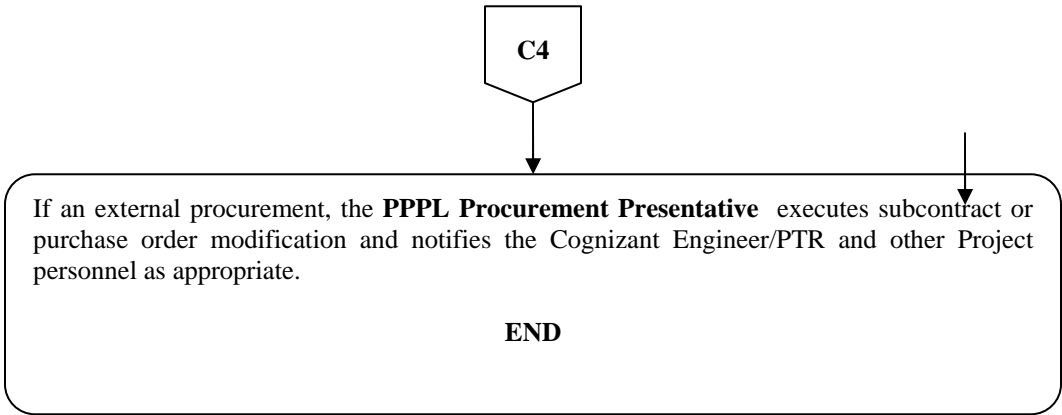 C4
If an external procurement, the PPPL Procurement Presentative executes subcontract or
purchase order modification and notifies the Cognizant Engineer/PTR and other Project
personnel as appropriate.
END